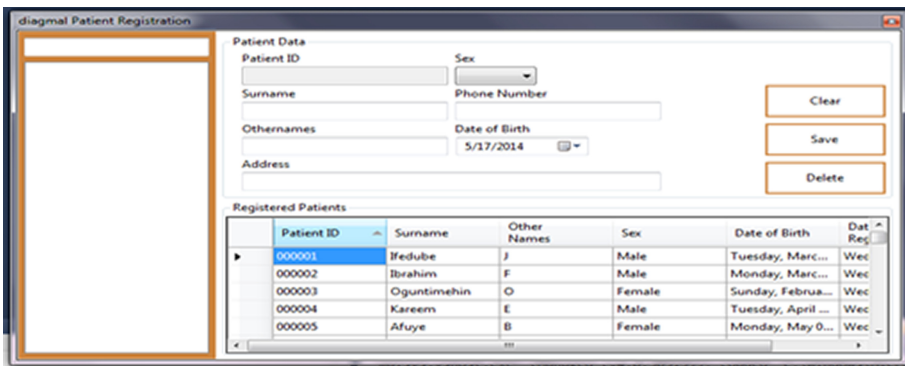 diagmal Patient Registration
Patient Data
Patient ID
Sex
Surname
Phone Number
Othernames
Date of Birth
5/17/2014
Address
Clear
Save
Delete
Registered Patients
Patient ID Surname Other Names Sex Date of Birth Dat Reg
000001 Ifedube J Male Tuesday, Marc... Wed
000002 Ibrahim F Male Monday, Marc... Wed
000003 Oguntimehin O Female Sunday, Februa... Wed
000004 Kareem E Male Tuesday, April ... Wed
000005 Afuye B Female Monday, May 0... Wed